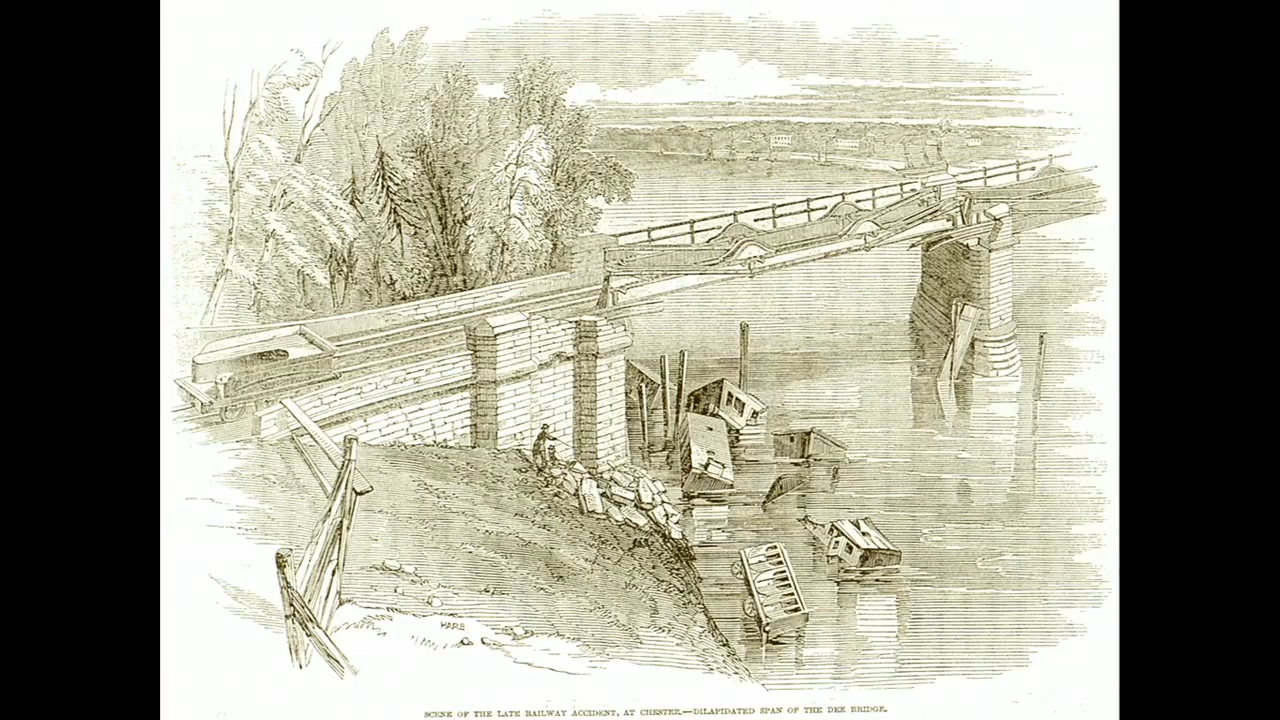 HARE
SCENE OF THE LATE RAILWAY ACCIDENT, AT CHESTER.—DILAPIDATED SPAN OF THE DEE BRIDGE.